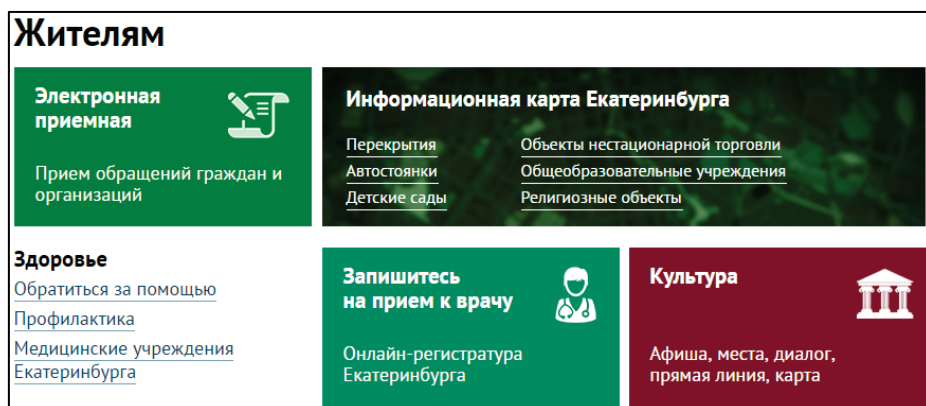 Жителям
Электронная
приемная
Прием обращений граждан и
организаций
Информационная карта Екатеринбурга
Перекрытия
Автостоянки
Детские сады
Объекты нестационарной торговли
Общеобразовательные учреждения
Религиозные объекты
Здоровье
Обратиться за помощью
Профилактика
Медицинские учреждения
Екатеринбурга
Запишитесь
на прием к врачу
Онлайн-регистратура
Екатеринбурга
Культура
Афиша, места, диалог,
прямая линия, карта